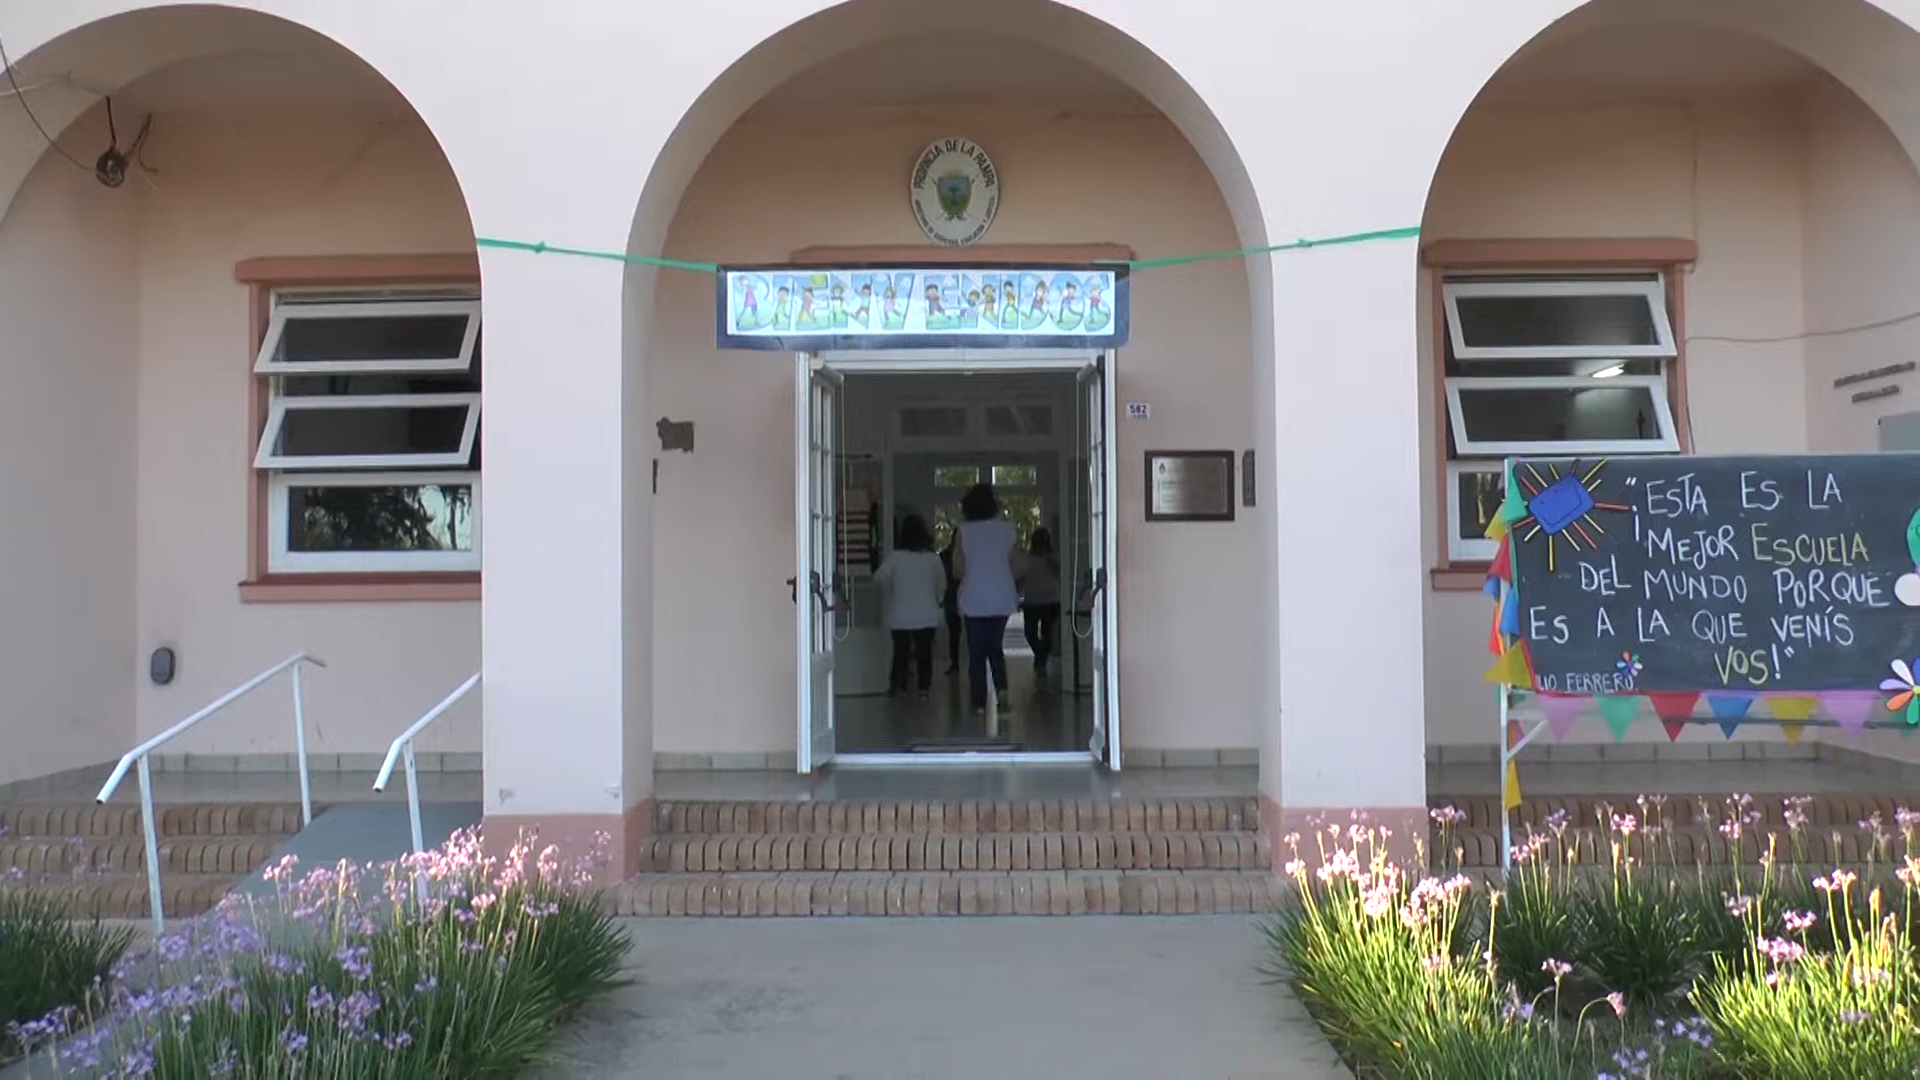 PROVINCIA DE LA PAMPA
BIENVENIDOS
582
"¡ESTA ES LA
MEJOR ESCUELA
DEL MUNDO PORQUE
ES A LA QUE VENÍS
VOS!"
FERRERO.